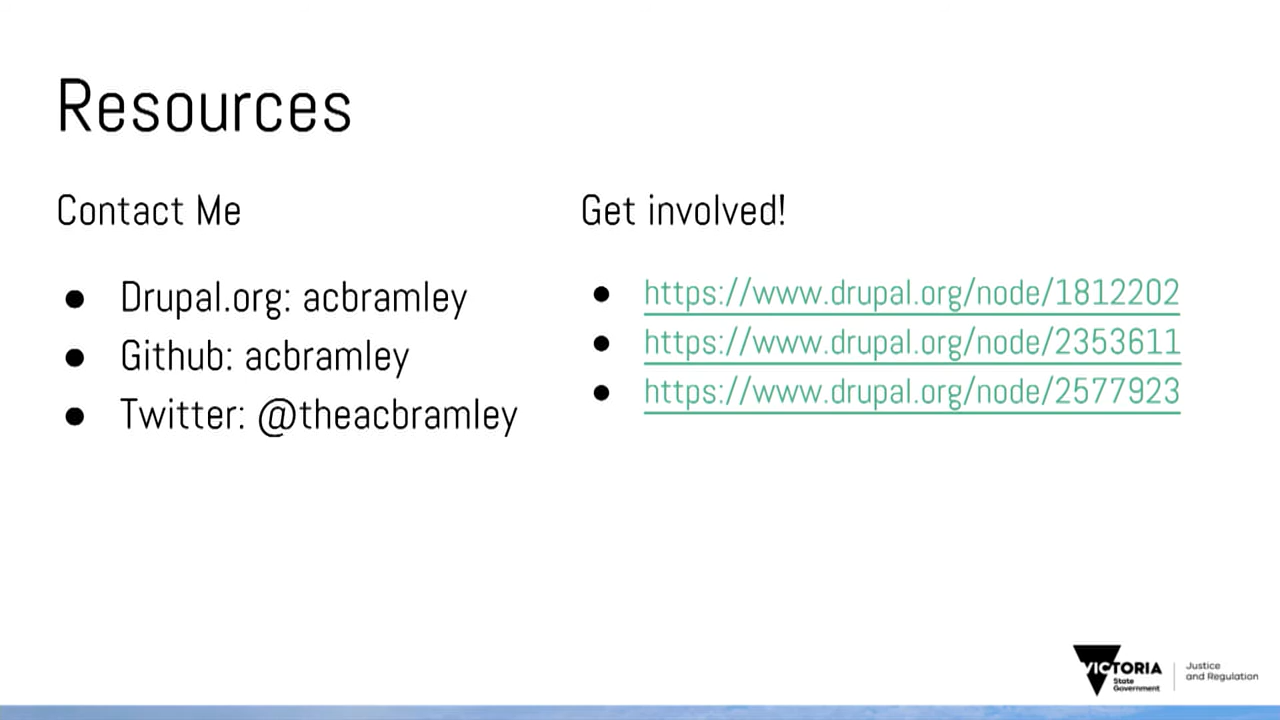 Resources
Contact Me
Drupal.org: acbramley
Github: acbramley
Twitter: @theacbramley
Get involved!
https://www.drupal.org/node/1812202
https://www.drupal.org/node/2353611
https://www.drupal.org/node/2577923
VICTORIA
State
Government
Justice
and Regulation